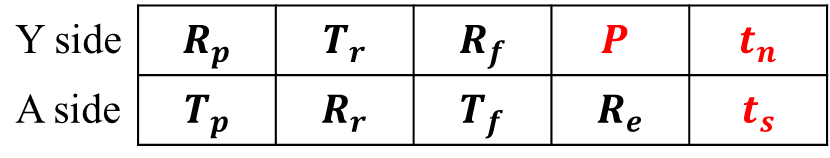 Y side R_p T_r R_f P t_n
A side T_p R_r T_f R_e t_s